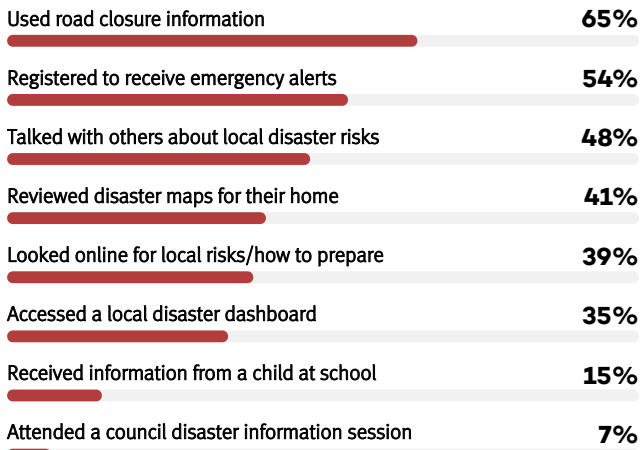 Used road closure information 65%
Registered to receive emergency alerts 54%
Talked with others about local disaster risks 48%
Reviewed disaster maps for their home 41%
Looked online for local risks/how to prepare 39%
Accessed a local disaster dashboard 35%
Received information from a child at school 15%
Attended a council disaster information session 7%